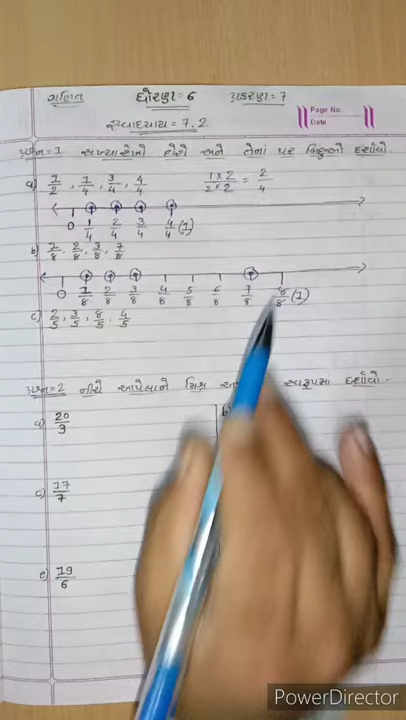 ગણિત ધોરણ = 6 પ્રકરણ = 7
Page No.
Date
સ્વાધ્યાય = 7.2
પ્રશ્ન = 1 સંખ્યારેખા દોરો અને તેના પર બિંદુઓ દર્શાવો.
a) 1/2, 1/4, 3/4, 4/4 1×2/2×2 = 2/4
0 1/4 2/4 3/4 4/4 (1)
b) 1/8, 2/8, 3/8, 7/8
0 1/8 2/8 3/8 4/8 5/8 6/8 7/8 8/8 (1)
c) 2/5, 3/5, 8/5, 4/5
પ્રશ્ન = 2 નીચે આપેલાને મિશ્ર સ્વરૂપમાં દર્શાવો.
a) 20/3 b)
c) 17/7
e) 19/6
PowerDirector